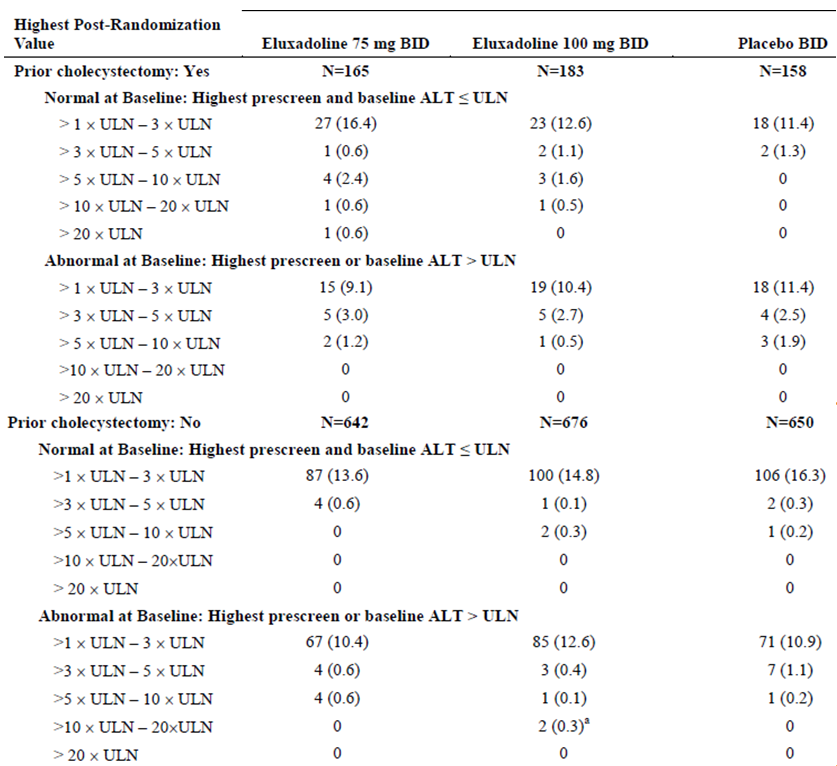 Highest Post-Randomization
Value Eluxadoline 75 mg BID Eluxadoline 100 mg BID Placebo BID
Prior cholecystectomy: Yes N=165 N=183 N=158
Normal at Baseline: Highest prescreen and baseline ALT ≤ ULN
> 1 × ULN – 3 × ULN 27 (16.4) 23 (12.6) 18 (11.4)
> 3 × ULN – 5 × ULN 1 (0.6) 2 (1.1) 2 (1.3)
> 5 × ULN – 10 × ULN 4 (2.4) 3 (1.6) 0
> 10 × ULN – 20 × ULN 1 (0.6) 1 (0.5) 0
> 20 × ULN 1 (0.6) 0 0
Abnormal at Baseline: Highest prescreen or baseline ALT > ULN
> 1 × ULN – 3 × ULN 15 (9.1) 19 (10.4) 18 (11.4)
> 3 × ULN – 5 × ULN 5 (3.0) 5 (2.7) 4 (2.5)
> 5 × ULN – 10 × ULN 2 (1.2) 1 (0.5) 3 (1.9)
>10 × ULN – 20 × ULN 0 0 0
> 20 × ULN 0 0 0
Prior cholecystectomy: No N=642 N=676 N=650
Normal at Baseline: Highest prescreen and baseline ALT ≤ ULN
>1 × ULN – 3 × ULN 87 (13.6) 100 (14.8) 106 (16.3)
>3 × ULN – 5 × ULN 4 (0.6) 1 (0.1) 2 (0.3)
>5 × ULN – 10 × ULN 0 2 (0.3) 1 (0.2)
>10 × ULN – 20×ULN 0 0 0
> 20 × ULN 0 0 0
Abnormal at Baseline: Highest prescreen or baseline ALT > ULN
>1 × ULN – 3 × ULN 67 (10.4) 85 (12.6) 71 (10.9)
>3 × ULN – 5 × ULN 4 (0.6) 3 (0.4) 7 (1.1)
>5 × ULN – 10 × ULN 4 (0.6) 1 (0.1) 1 (0.2)
>10 × ULN – 20×ULN 0 2 (0.3)ᵃ 0
> 20 × ULN 0 0 0